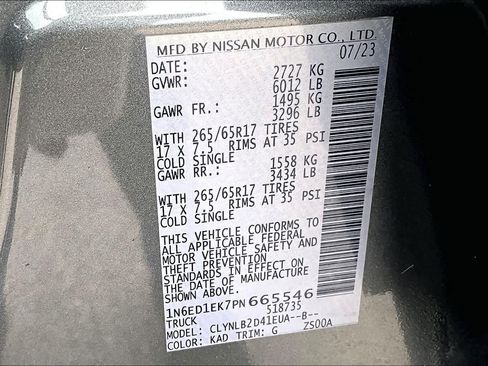 MFD BY NISSAN MOTOR CO., LTD.
DATE: 07/23
GVWR: 2727 KG
6012 LB
GAWR FR.: 1495 KG
3296 LB
WITH 265/65R17 TIRES
17 X 7.5 RIMS AT 35 PSI
COLD SINGLE
GAWR RR.: 1558 KG
3434 LB
WITH 265/65R17 TIRES
17 X 7.5 RIMS AT 35 PSI
COLD SINGLE
THIS VEHICLE CONFORMS TO
ALL APPLICABLE FEDERAL
MOTOR VEHICLE SAFETY AND
THEFT PREVENTION
STANDARDS IN EFFECT ON
THE DATE OF MANUFACTURE
1N6ED1EK7PN665546
TRUCK 518735
MODEL: CLYNLB2D41EUA--B--
COLOR: KAD TRIM: G ZS00A